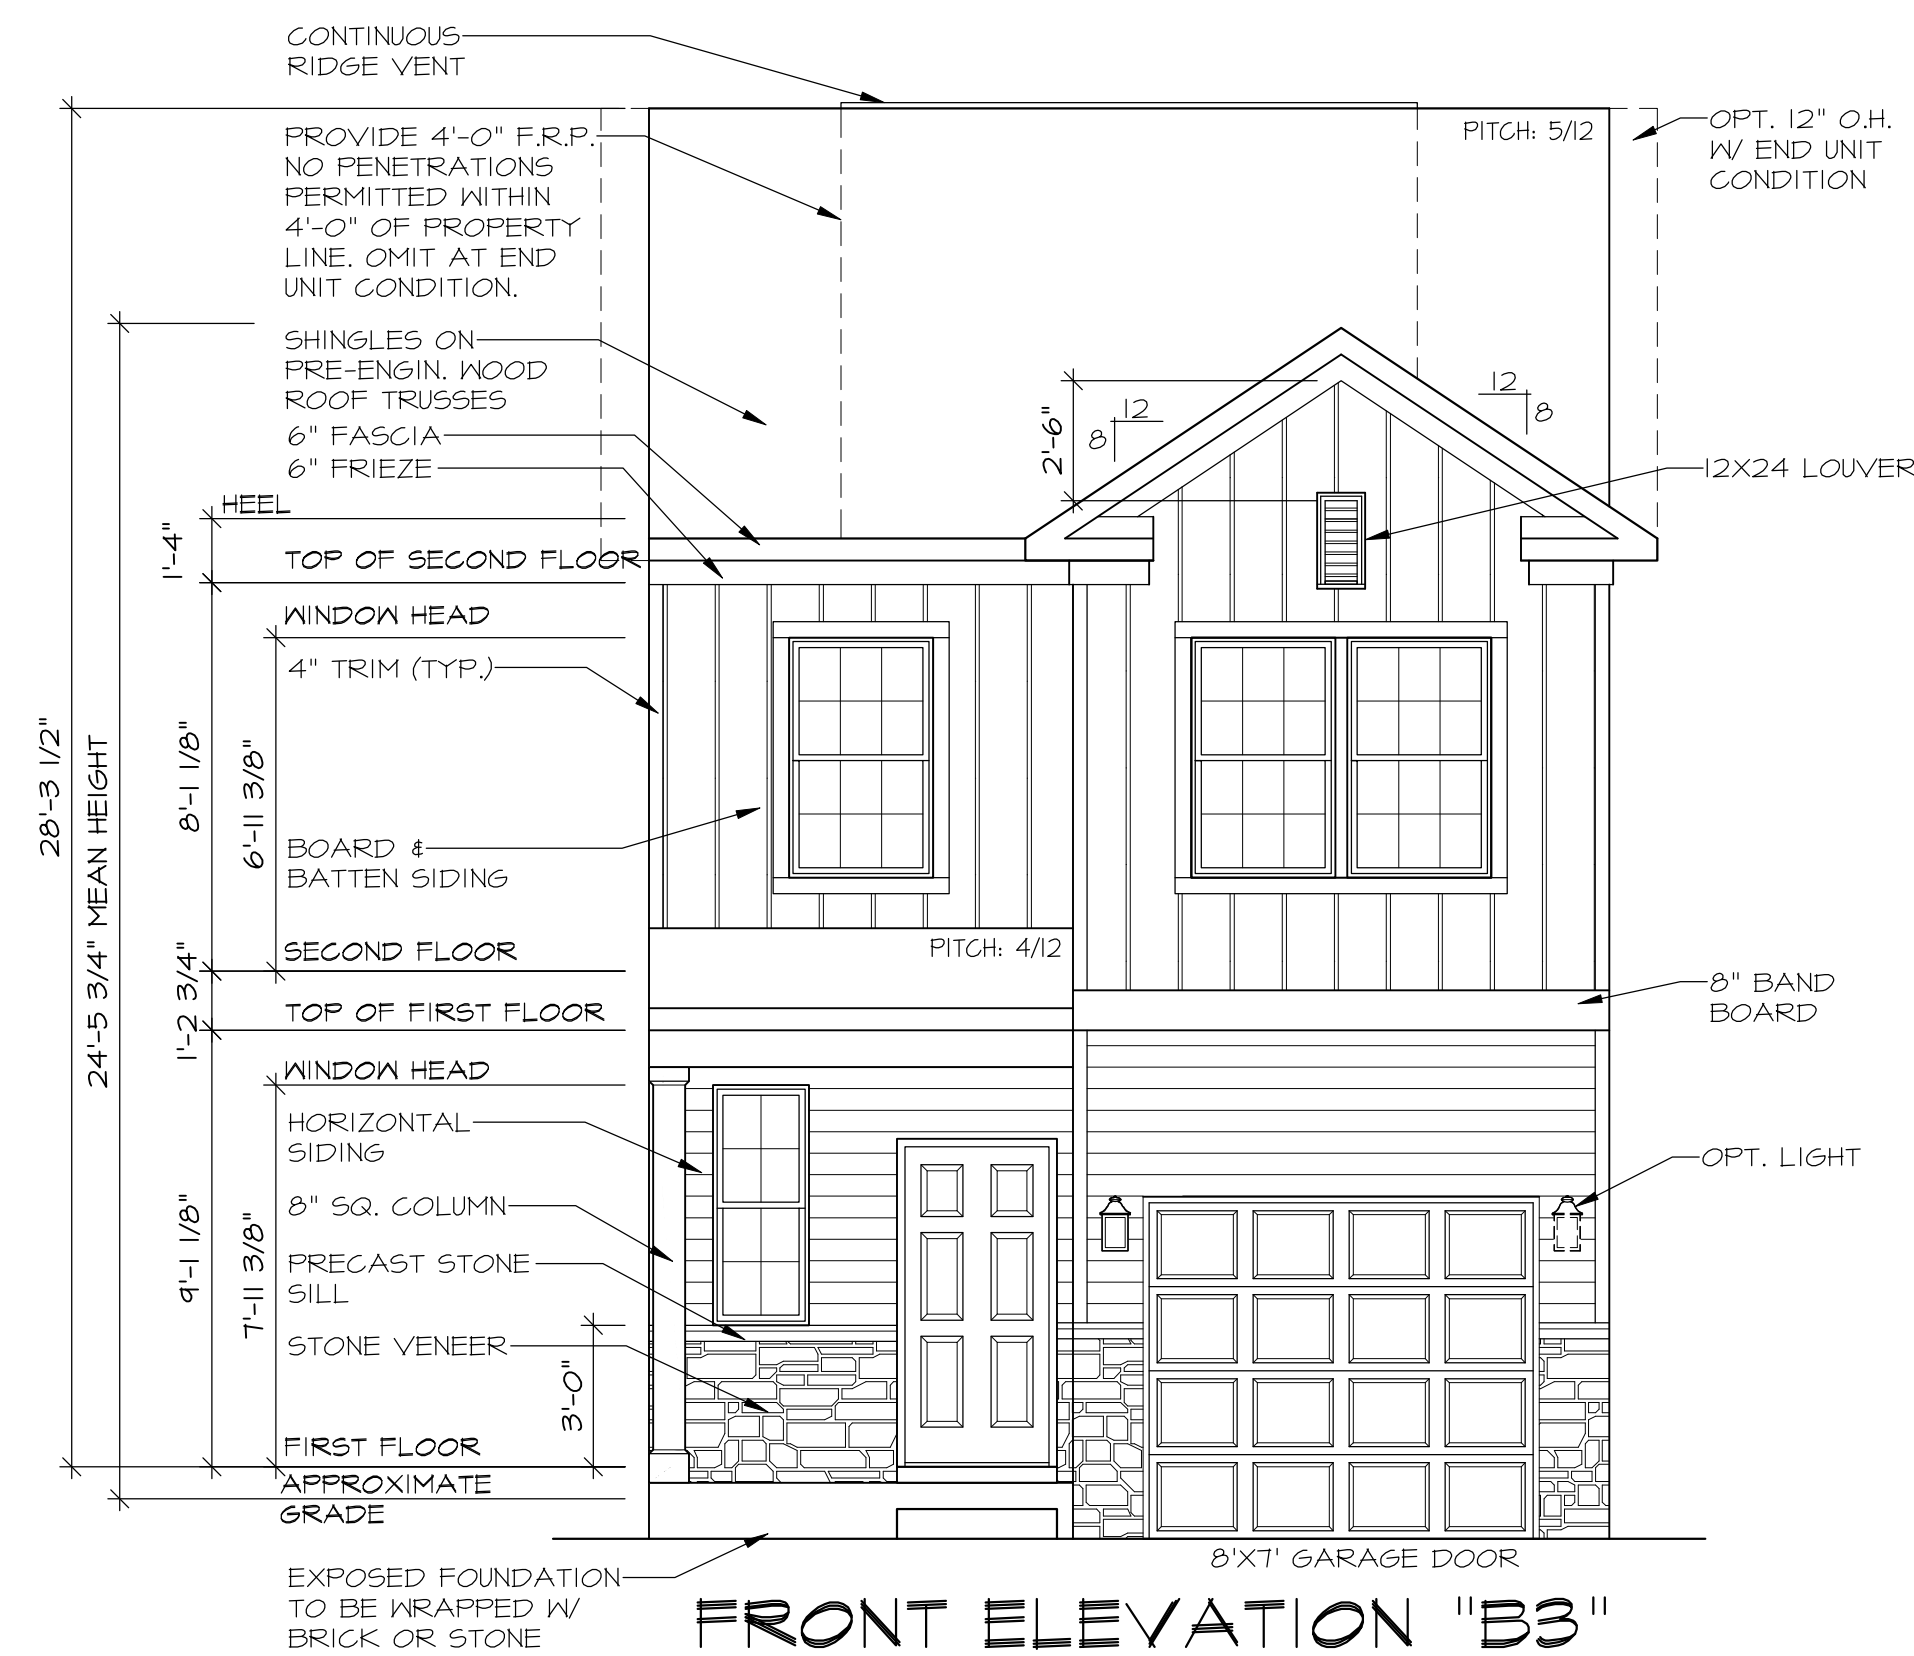 CONTINUOUS
RIDGE VENT
PROVIDE 4'-0" F.R.P.
NO PENETRATIONS
PERMITTED WITHIN
4'-0" OF PROPERTY
LINE. OMIT AT END
UNIT CONDITION.
PITCH: 5/12
OPT. 12" O.H.
W/ END UNIT
CONDITION
SHINGLES ON
PRE-ENGIN. WOOD
ROOF TRUSSES
6" FASCIA
6" FRIEZE
2'-6"
12
8
12
8
12X24 LOUVER
HEEL
1'-4"
TOP OF SECOND FLOOR
WINDOW HEAD
4" TRIM (TYP.)
28'-3 1/2"
24'-5 3/4" MEAN HEIGHT
8'-1 1/8"
6'-11 3/8"
BOARD &
BATTEN SIDING
SECOND FLOOR
PITCH: 4/12
1'-2 3/4"
TOP OF FIRST FLOOR
8" BAND
BOARD
WINDOW HEAD
HORIZONTAL
SIDING
OPT. LIGHT
8" SQ. COLUMN
9'-1 1/8"
7'-11 3/8"
PRECAST STONE
SILL
STONE VENEER
3'-0"
FIRST FLOOR
APPROXIMATE
GRADE
8'X7' GARAGE DOOR
EXPOSED FOUNDATION
TO BE WRAPPED W/
BRICK OR STONE
FRONT ELEVATION "B3"